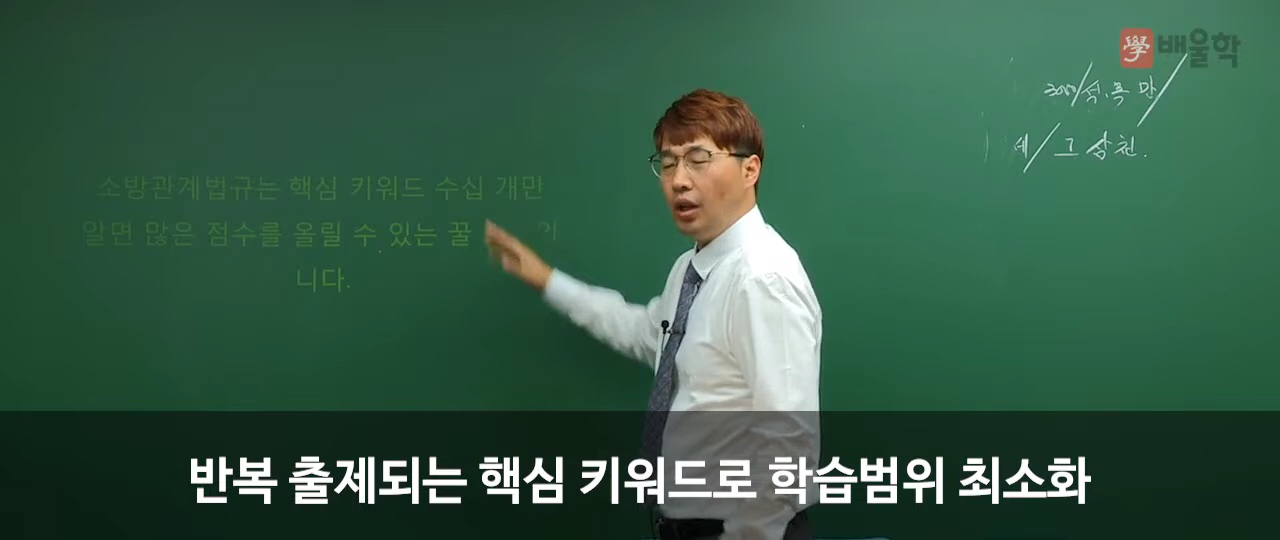 學 배울학
3000/석.목 만/
세/그 삼천.
소방관계법규는 핵심 키워드 수십 개만
알면 많은 점수를 올릴 수 있는 꿀
니다.
반복 출제되는 핵심 키워드로 학습범위 최소화